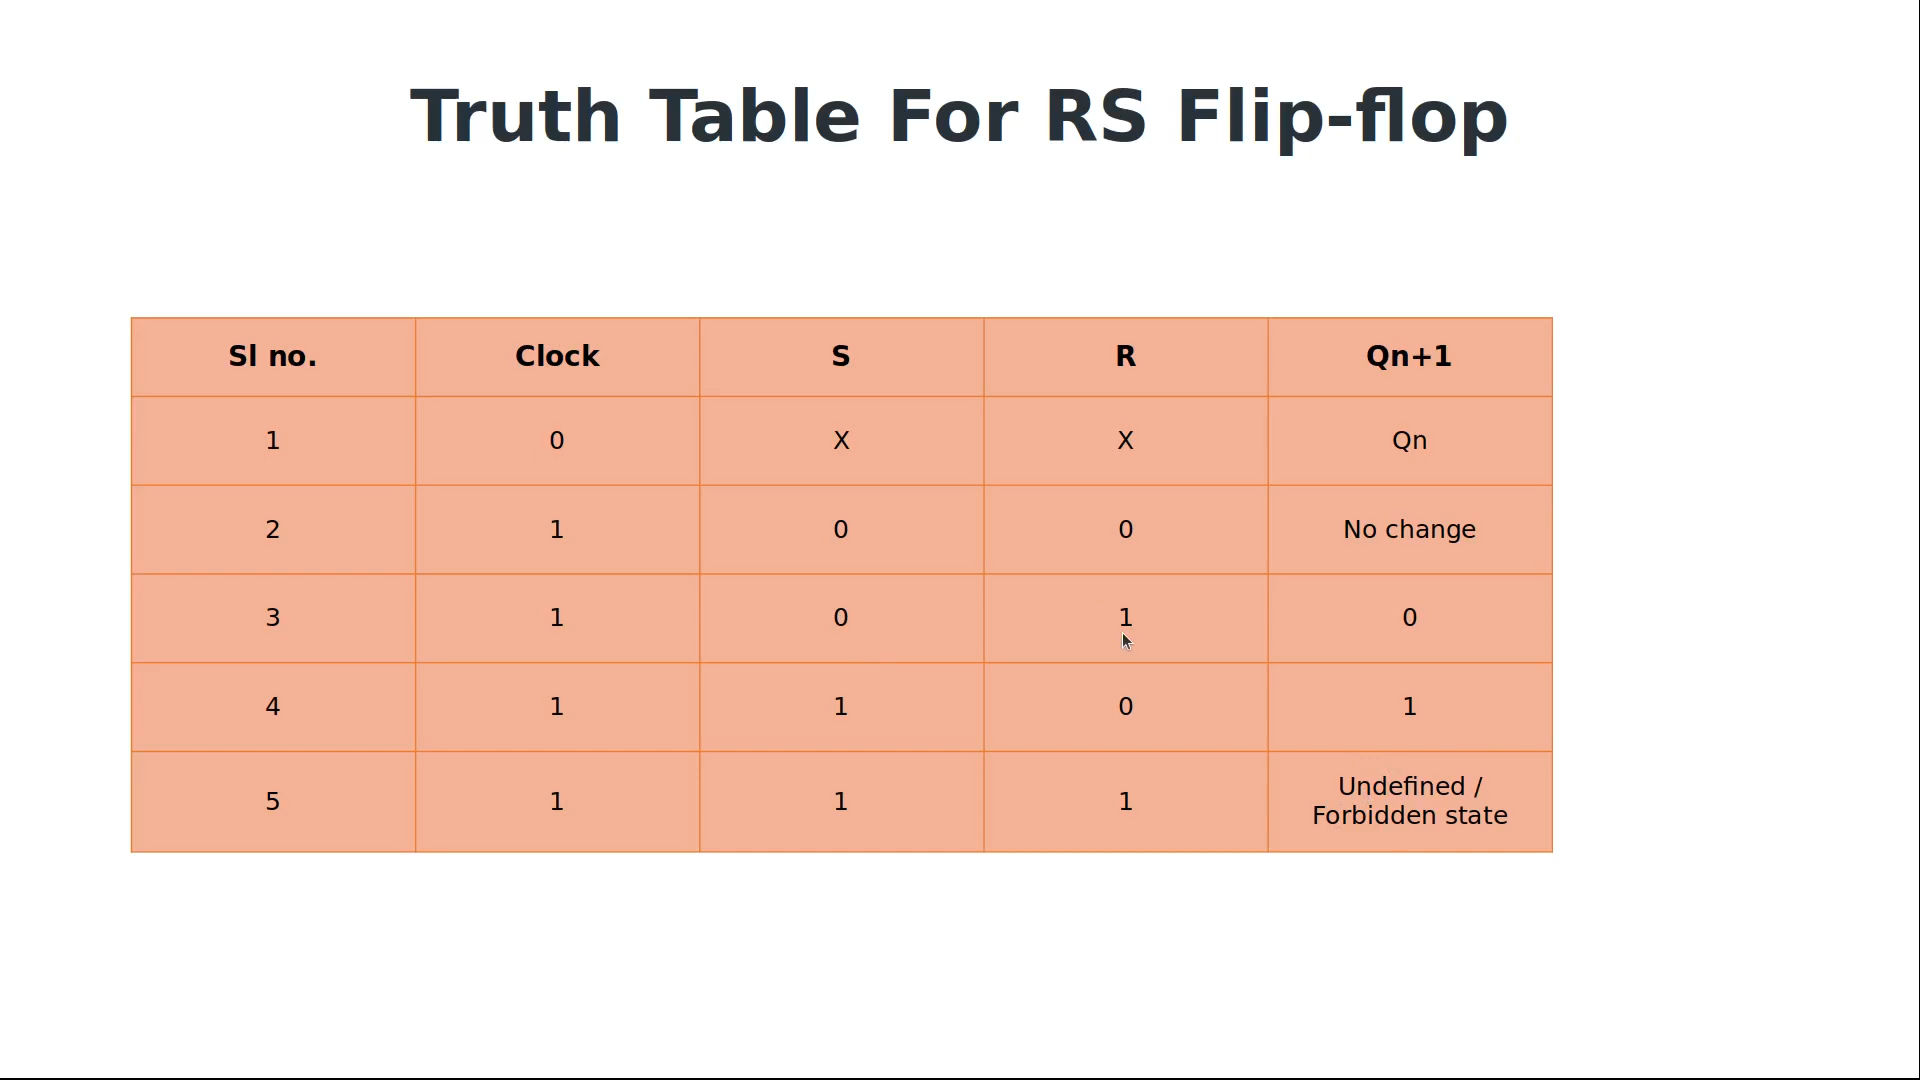 Truth Table For RS Flip-flop
Sl no. Clock S R Qn+1
1 0 X X Qn
2 1 0 0 No change
3 1 0 1 0
4 1 1 0 1
5 1 1 1 Undefined /
Forbidden state